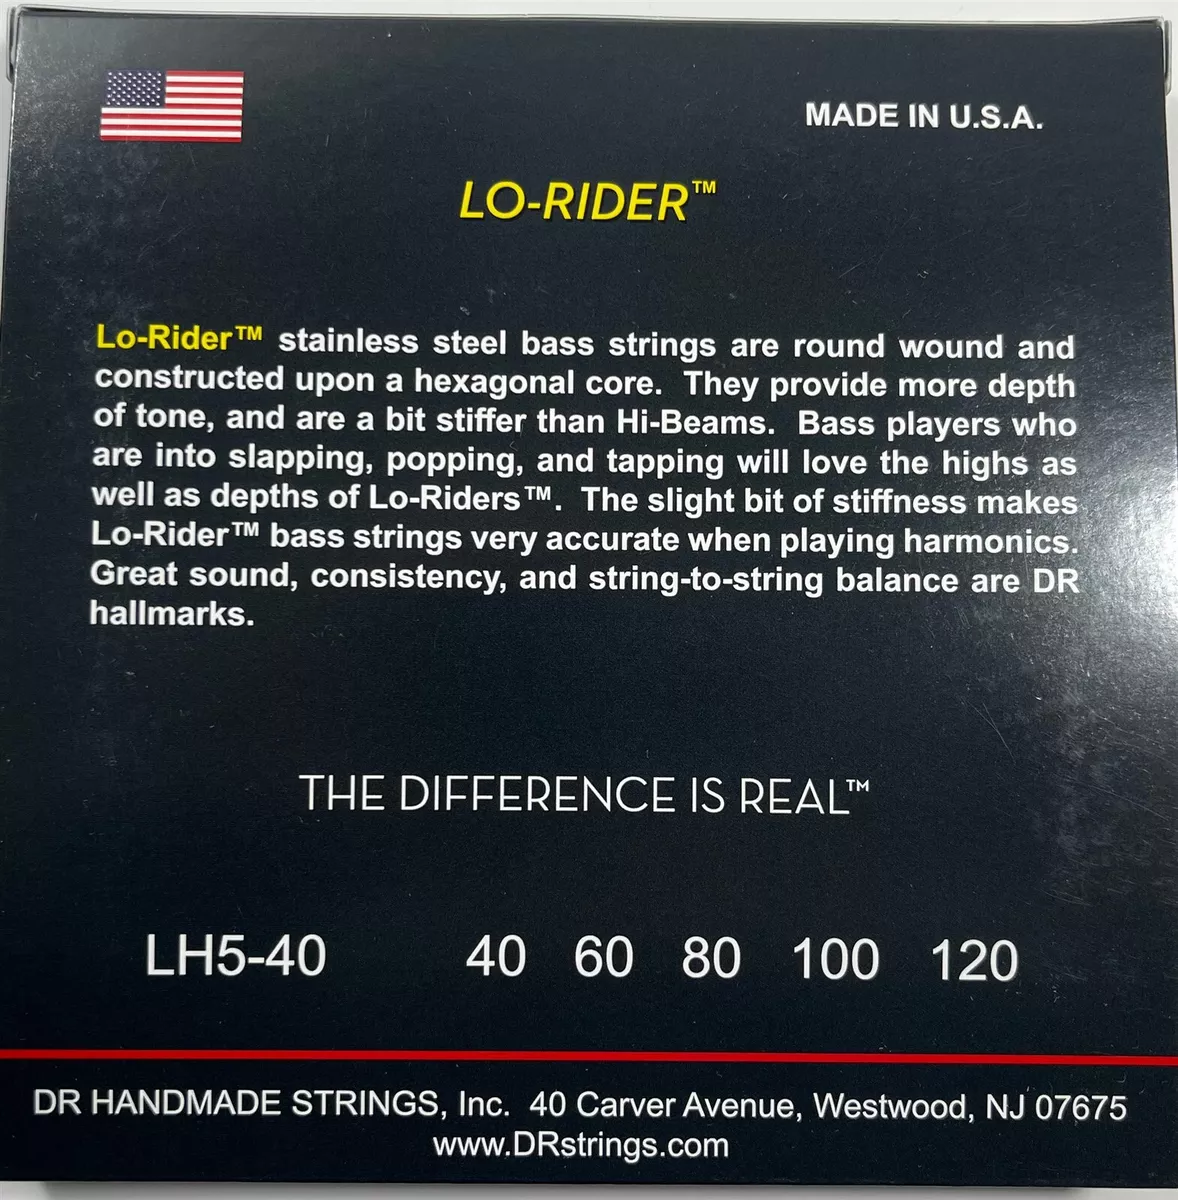 MADE IN U.S.A.
LO-RIDER™
Lo-Rider™ stainless steel bass strings are round wound and
constructed upon a hexagonal core. They provide more depth
of tone, and are a bit stiffer than Hi-Beams. Bass players who
are into slapping, popping, and tapping will love the highs as
well as depths of Lo-Riders™. The slight bit of stiffness makes
Lo-Rider™ bass strings very accurate when playing harmonics.
Great sound, consistency, and string-to-string balance are DR
hallmarks.
THE DIFFERENCE IS REAL™
LH5-40 40 60 80 100 120
DR HANDMADE STRINGS, Inc. 40 Carver Avenue, Westwood, NJ 07675
www.DRstrings.com